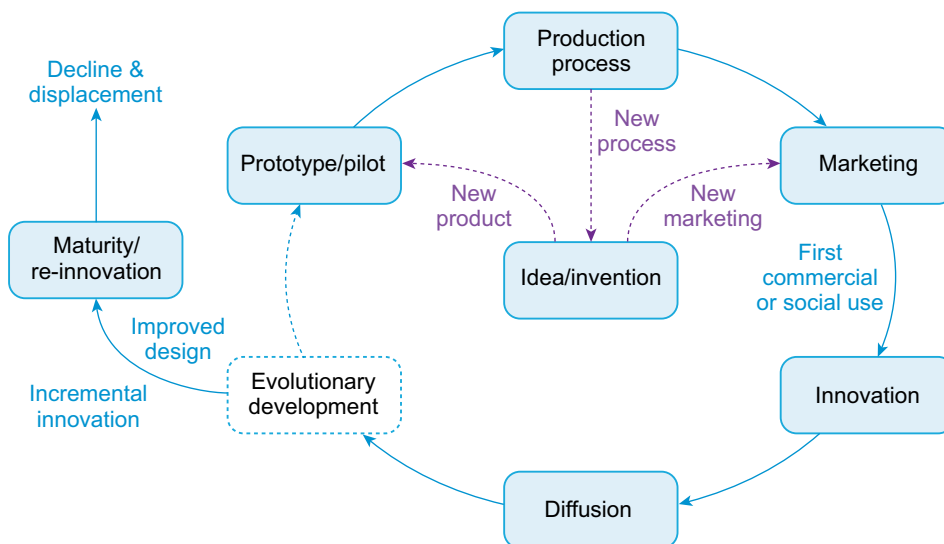 Production
process
Decline &
displacement
New
process
Prototype/pilot
Marketing
New
product
New
marketing
Maturity/
re-innovation
Idea/invention
First
commercial
or social use
Improved
design
Evolutionary
development
Incremental
innovation
Innovation
Diffusion